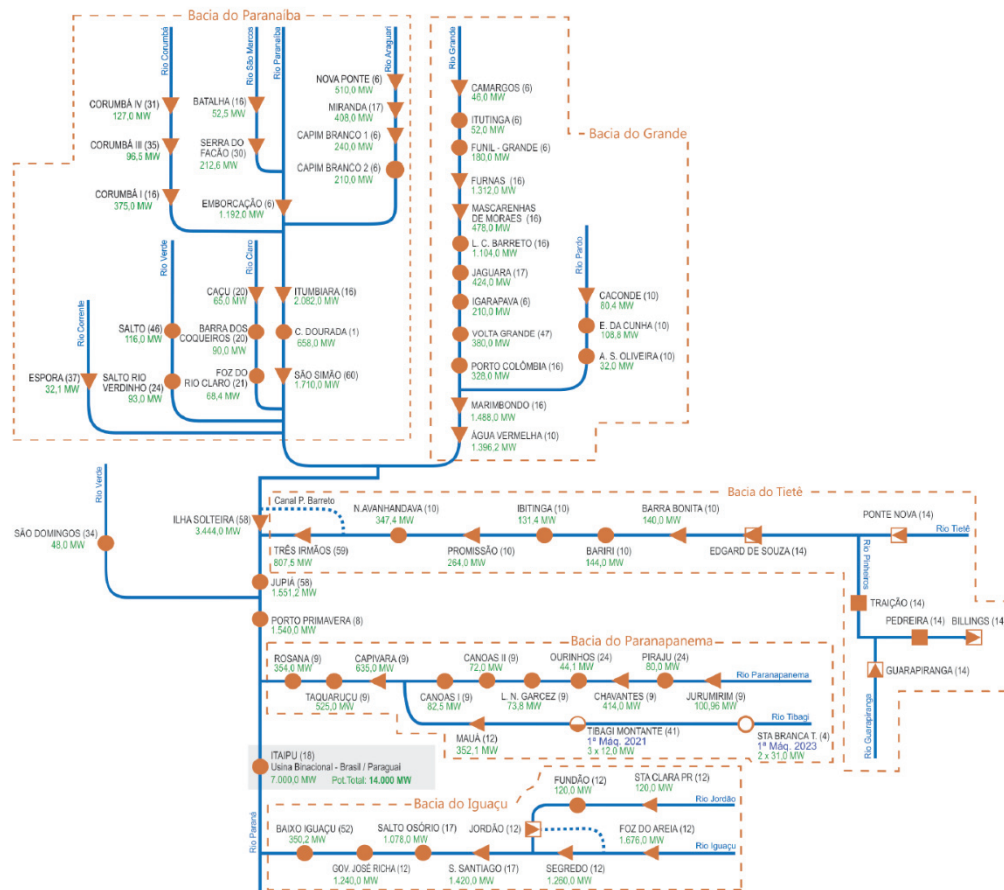 Bacia do Paranaíba
Rio Corumbá
Rio São Marcos
Rio Paranaíba
Rio Araguari
CORUMBÁ IV (31)
127,0 MW
CORUMBÁ III (35)
96,5 MW
CORUMBÁ I (16)
375,0 MW
BATALHA (16)
52,5 MW
SERRA DO
FACÃO (30)
212,6 MW
EMBORCAÇÃO (6)
1.192,0 MW
NOVA PONTE (6)
510,0 MW
MIRANDA (17)
408,0 MW
CAPIM BRANCO 1 (6)
240,0 MW
CAPIM BRANCO 2 (6)
210,0 MW
Rio Corrente
Rio Verde
Rio Claro
ESPORA (37)
32,1 MW
SALTO (46)
116,0 MW
SALTO RIO
VERDINHO (24)
93,0 MW
CAÇU (20)
65,0 MW
BARRA DOS
COQUEIROS (20)
90,0 MW
FOZ DO
RIO CLARO (21)
68,4 MW
ITUMBIARA (16)
2.082,0 MW
C. DOURADA (1)
658,0 MW
SÃO SIMÃO (60)
1.710,0 MW
Bacia do Grande
Rio Grande
CAMARGOS (6)
46,0 MW
ITUTINGA (6)
52,0 MW
FUNIL - GRANDE (6)
180,0 MW
FURNAS (16)
1.312,0 MW
MASCARENHAS
DE MORAES (16)
478,0 MW
L. C. BARRETO (16)
1.104,0 MW
JAGUARA (17)
424,0 MW
IGARAPAVA (6)
210,0 MW
VOLTA GRANDE (47)
380,0 MW
PORTO COLÔMBIA (16)
328,0 MW
Rio Pardo
CACONDE (10)
80,4 MW
E. DA CUNHA (10)
108,8 MW
A. S. OLIVEIRA (10)
32,0 MW
MARIMBONDO (16)
1.488,0 MW
ÁGUA VERMELHA (10)
1.396,2 MW
Rio Verde
SÃO DOMINGOS (34)
48,0 MW
Canal P. Barreto
ILHA SOLTEIRA (58)
3.444,0 MW
JUPIÁ (58)
1.551,2 MW
PORTO PRIMAVERA (8)
1.540,0 MW
Bacia do Tietê
TRÊS IRMÃOS (59)
807,5 MW
N.AVANHANDAVA (10)
347,4 MW
PROMISSÃO (10)
264,0 MW
IBITINGA (10)
131,4 MW
BARIRI (10)
144,0 MW
BARRA BONITA (10)
140,0 MW
EDGARD DE SOUZA (14)
PONTE NOVA (14)
Rio Tietê
Rio Pinheiros
TRAIÇÃO (14)
PEDREIRA (14)
BILLINGS (14
GUARAPIRANGA (14)
Rio Guarapiranga
Bacia do Paranapanema
ROSANA (9)
354,0 MW
TAQUARUÇU (9)
525,0 MW
CAPIVARA (9)
635,0 MW
CANOAS I (9)
82,5 MW
CANOAS II (9)
72,0 MW
L. N. GARCEZ (9)
73,8 MW
OURINHOS (24)
44,1 MW
CHAVANTES (9)
414,0 MW
PIRAJU (24)
80,0 MW
JURUMIRIM (9)
100,96 MW
Rio Paranapanema
MAUÁ (12)
352,1 MW
TIBAGI MONTANTE (41)
1ª Máq. 2021
3 x 12,0 MW
Rio Tibagi
STA BRANCA T. (4)
1ª Máq. 2023
2 x 31,0 MW
ITAIPU (18)
Usina Binacional - Brasil / Paraguai
7.000,0 MW Pot.Total: 14.000 MW
Rio Paraná
Bacia do Iguaçu
BAIXO IGUAÇU (52)
350,2 MW
GOV. JOSÉ RICHA (12)
1.240,0 MW
SALTO OSÓRIO (17)
1.078,0 MW
S. SANTIAGO (17)
1.420,0 MW
JORDÃO (12)
FUNDÃO (12)
120,0 MW
STA CLARA PR (12)
120,0 MW
Rio Jordão
SEGREDO (12)
1.260,0 MW
FOZ DO AREIA (12)
1.676,0 MW
Rio Iguaçu